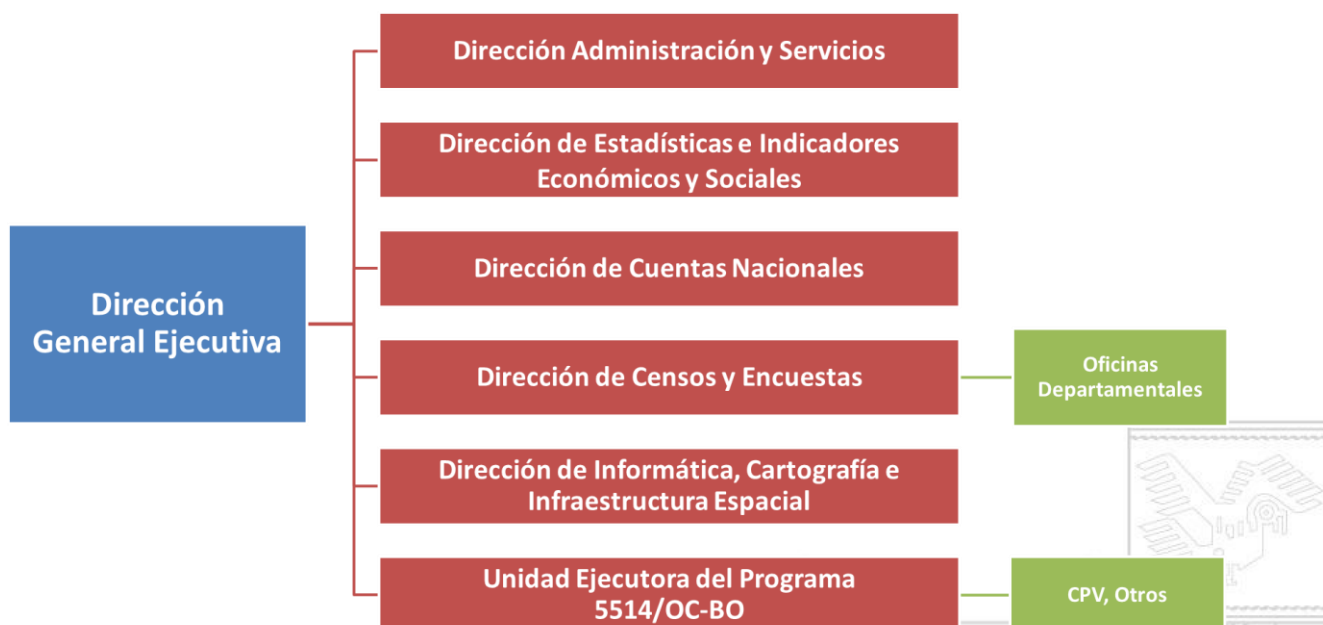 Dirección Administración y Servicios
Dirección de Estadísticas e Indicadores
Económicos y Sociales
Dirección de Cuentas Nacionales
Dirección
General Ejecutiva
Dirección de Censos y Encuestas
Oficinas
Departamentales
Dirección de Informática, Cartografía e
Infraestructura Espacial
Unidad Ejecutora del Programa
5514/OC-BO
CPV, Otros